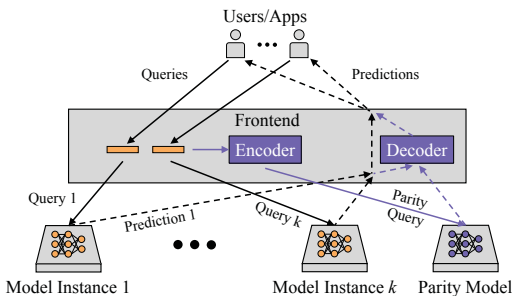 Users/Apps
Queries
Predictions
Frontend
Encoder
Decoder
Query 1
Prediction 1
Query k
Parity
Query
Model Instance 1
Model Instance k
Parity Model